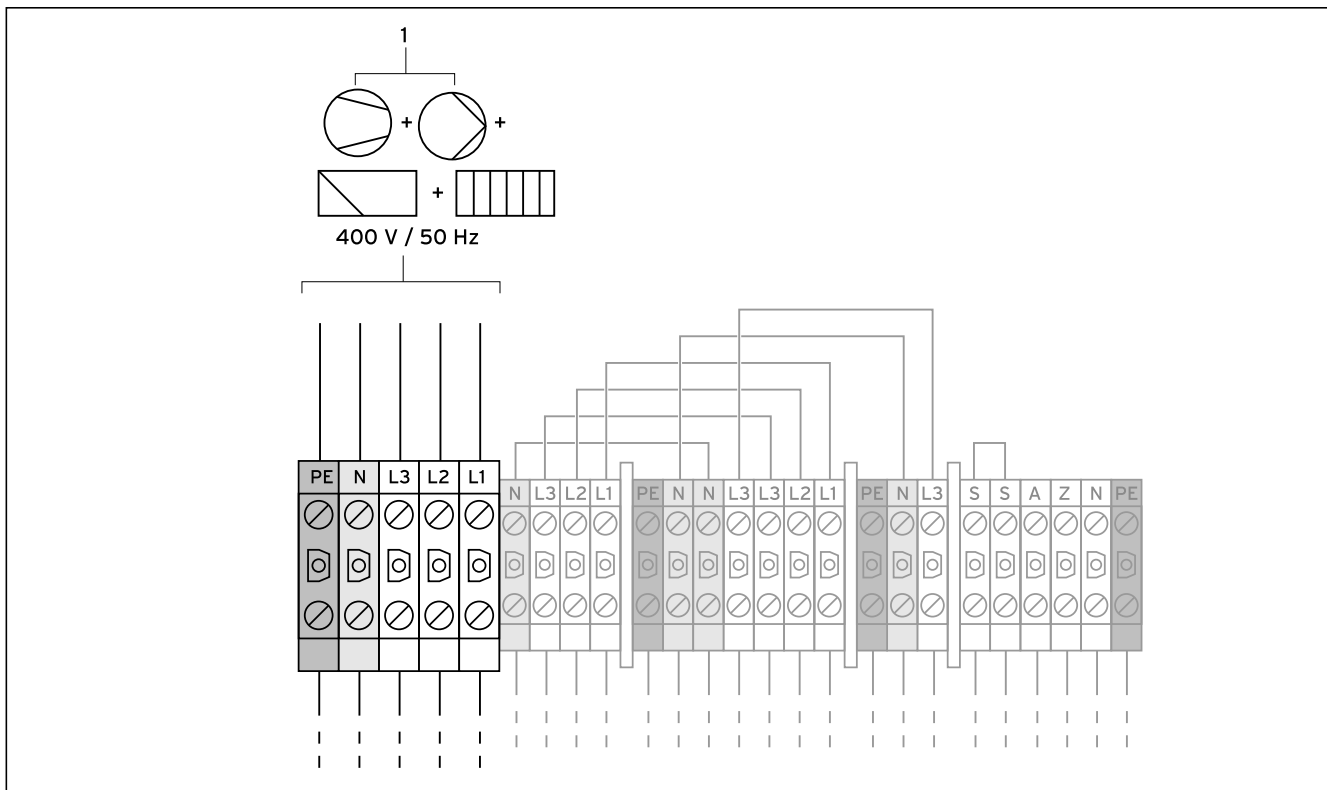 1
+ +
+
400 V / 50 Hz
PE N L3 L2 L1
N L3 L2 L1 PE N N L3 L3 L2 L1 PE N L3 S S A Z N PE